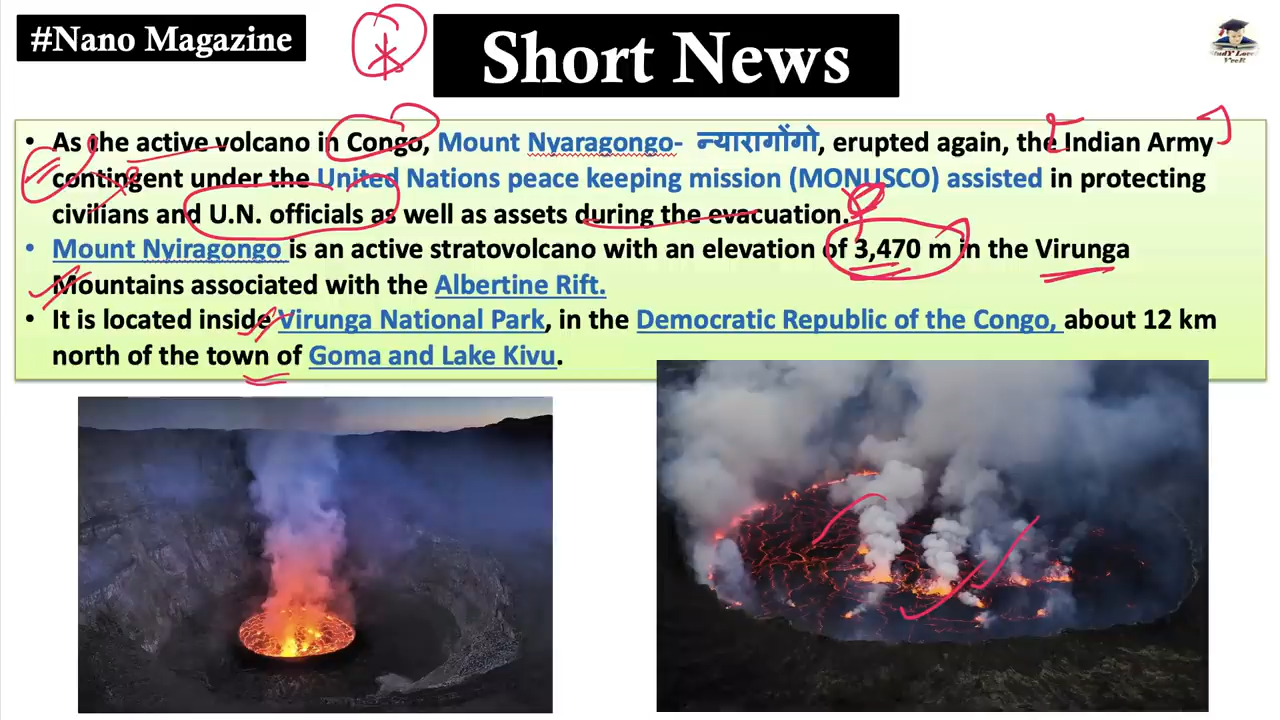 #Nano Magazine
Short News
StudY Lover
VeeR
• As the active volcano in Congo, Mount Nyaragongo- न्यारागोंगो, erupted again, the Indian Army
contingent under the United Nations peace keeping mission (MONUSCO) assisted in protecting
civilians and U.N. officials as well as assets during the evacuation.
• Mount Nyiragongo is an active stratovolcano with an elevation of 3,470 m in the Virunga
Mountains associated with the Albertine Rift.
• It is located inside Virunga National Park, in the Democratic Republic of the Congo, about 12 km
north of the town of Goma and Lake Kivu.